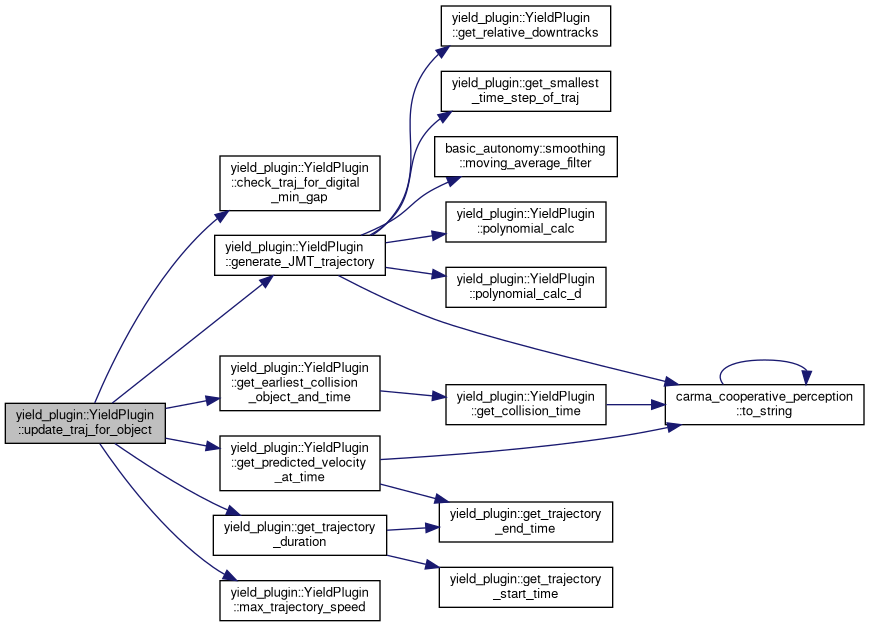 yield_plugin::YieldPlugin
::update_traj_for_object
yield_plugin::YieldPlugin
::check_traj_for_digital
_min_gap
yield_plugin::YieldPlugin
::generate_JMT_trajectory
yield_plugin::YieldPlugin
::get_earliest_collision
_object_and_time
yield_plugin::YieldPlugin
::get_predicted_velocity
_at_time
yield_plugin::get_trajectory
_duration
yield_plugin::YieldPlugin
::max_trajectory_speed
yield_plugin::YieldPlugin
::get_relative_downtracks
yield_plugin::get_smallest
_time_step_of_traj
basic_autonomy::smoothing
::moving_average_filter
yield_plugin::YieldPlugin
::polynomial_calc
yield_plugin::YieldPlugin
::polynomial_calc_d
yield_plugin::YieldPlugin
::get_collision_time
yield_plugin::get_trajectory
_end_time
yield_plugin::get_trajectory
_start_time
carma_cooperative_perception
::to_string